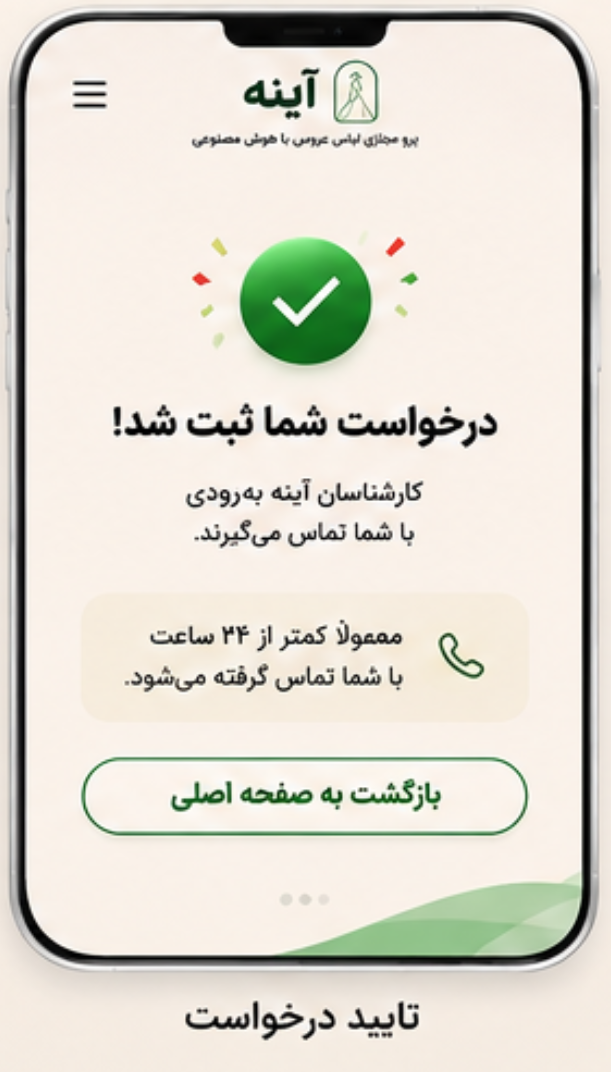 آینه
پرو مجازی لباس عروس با هوش مصنوعی
درخواست شما ثبت شد!
کارشناسان آینه به‌رودی
با شما تماس می‌گیرند.
معمولاً کمتر از ۲۴ ساعت
با شما تماس گرفته می‌شود.
بازگشت به صفحه اصلی
تایید درخواست